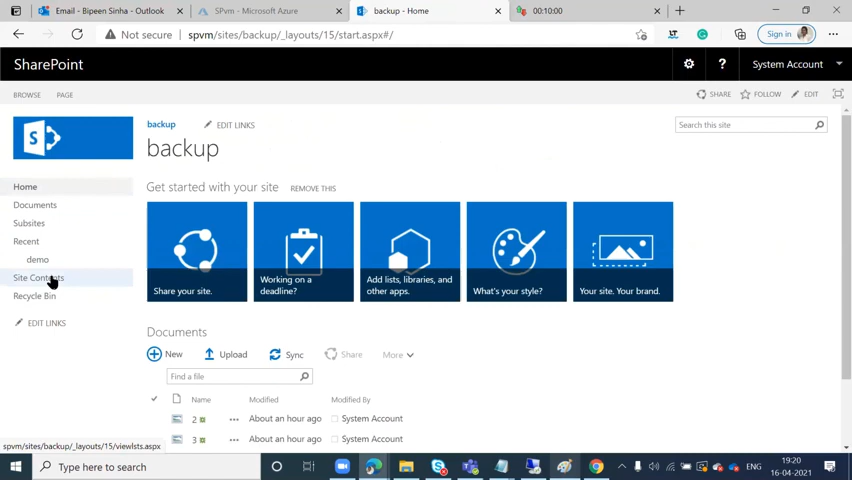 Email - Bipeen Sinha - Outlook
SPvm - Microsoft Azure
backup - Home
00:10:00
Not secure
spvm/sites/backup/_layouts/15/start.aspx#/
Sign in
SharePoint
System Account
BROWSE
PAGE
SHARE
FOLLOW
EDIT
backup
EDIT LINKS
Search this site
backup
Home
Documents
Subsites
Recent
demo
Site Contents
Recycle Bin
EDIT LINKS
Get started with your site
REMOVE THIS
Share your site.
Working on a
deadline?
Add lists, libraries, and
other apps.
What's your style?
Your site. Your brand.
Documents
New
Upload
Sync
Share
More
Find a file
Name
Modified
Modified By
2
About an hour ago
System Account
3
About an hour ago
System Account
spvm/sites/backup/_layouts/15/viewlsts.aspx
Type here to search
ENG
19:20
16-04-2021